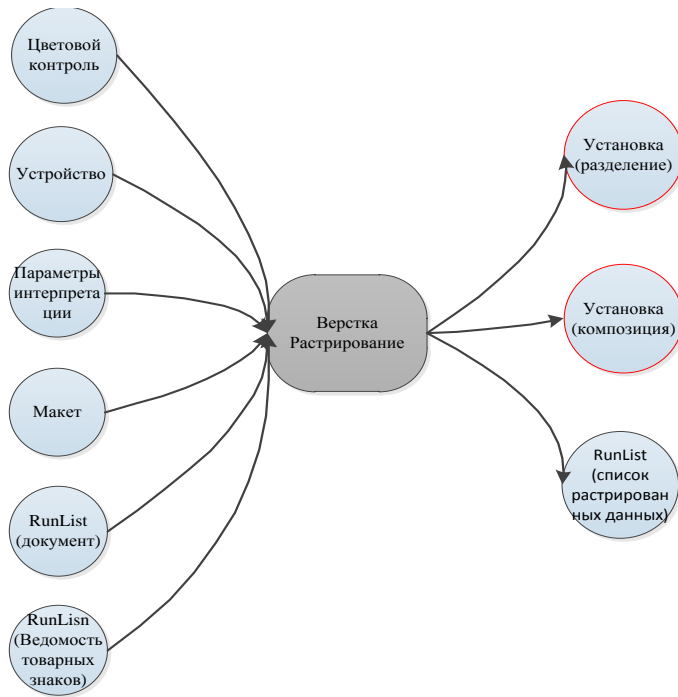 Цветовой
контроль
Устройство
Параметры
интерпрета
ции
Макет
RunList
(документ)
RunLisn
(Ведомость
товарных
знаков)
Верстка
Растрирование
Установка
(разделение)
Установка
(композиция)
RunList
(список
растрирован
ных данных)